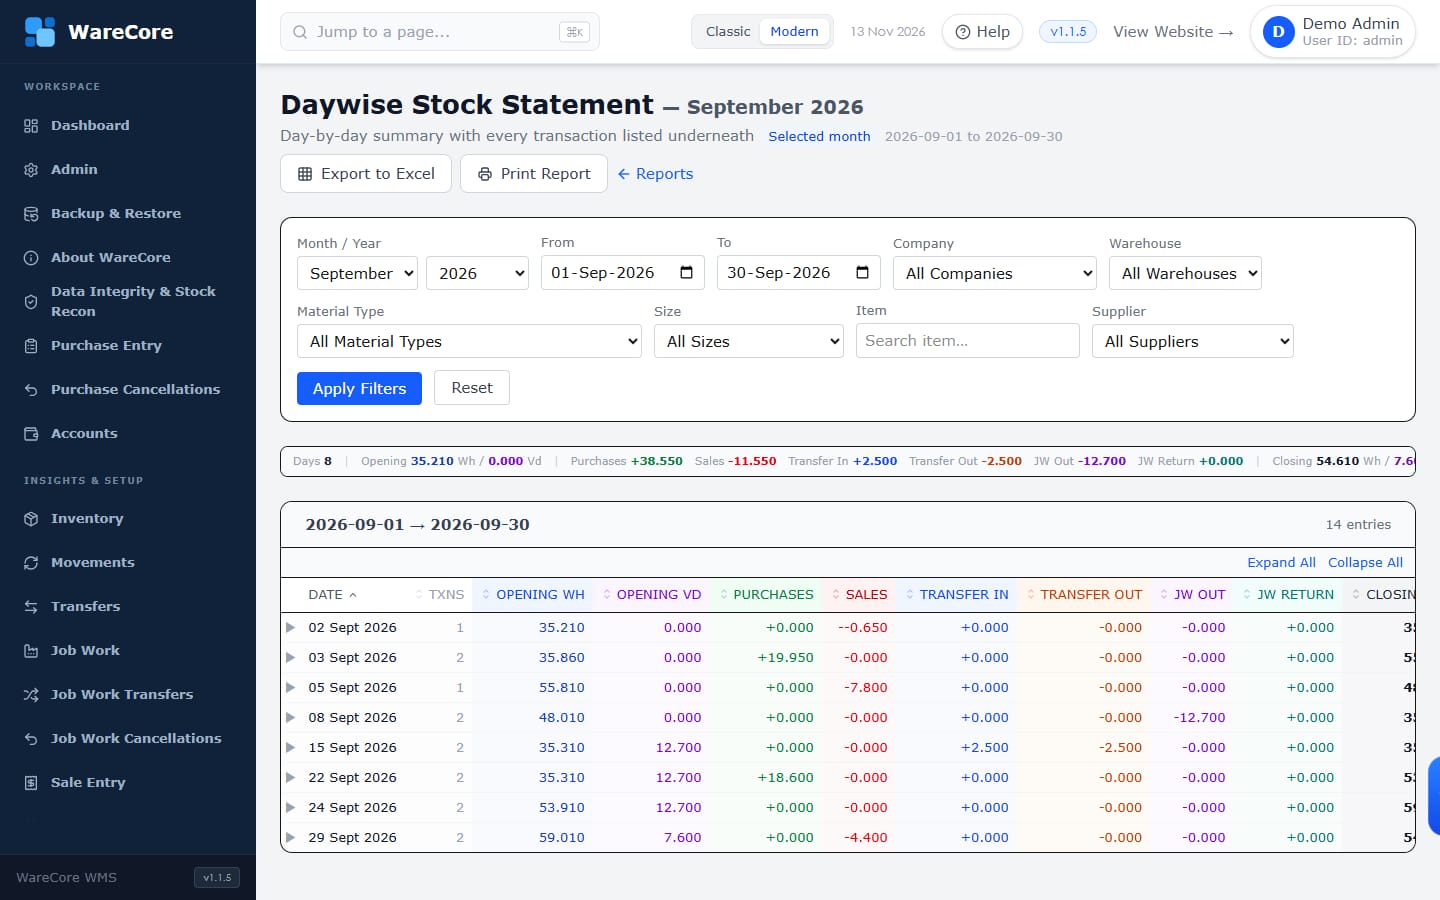 WareCore
Jump to a page...
⌘K
Classic
Modern
13 Nov 2026
Help
v1.1.5
View Website →
D
Demo Admin
User ID: admin
WORKSPACE
Dashboard
Admin
Backup & Restore
About WareCore
Data Integrity & Stock
Recon
Purchase Entry
Purchase Cancellations
Accounts
INSIGHTS & SETUP
Inventory
Movements
Transfers
Job Work
Job Work Transfers
Job Work Cancellations
Sale Entry
WareCore WMS
v1.1.5
Daywise Stock Statement — September 2026
Day-by-day summary with every transaction listed underneath Selected month 2026-09-01 to 2026-09-30
Export to Excel
Print Report
← Reports
Month / Year
September
2026
From
01-Sep-2026
To
30-Sep-2026
Company
All Companies
Warehouse
All Warehouses
Material Type
All Material Types
Size
All Sizes
Item
Search item...
Supplier
All Suppliers
Apply Filters
Reset
Days 8 | Opening 35.210 Wh / 0.000 Vd | Purchases +38.550 Sales -11.550 Transfer In +2.500 Transfer Out -2.500 JW Out -12.700 JW Return +0.000 | Closing 54.610 Wh / 7.6
2026-09-01 → 2026-09-30
14 entries
Expand All Collapse All
DATE TXNS OPENING WH OPENING VD PURCHASES SALES TRANSFER IN TRANSFER OUT JW OUT JW RETURN CLOSIN
02 Sept 2026 1 35.210 0.000 +0.000 --0.650 +0.000 -0.000 -0.000 +0.000 35
03 Sept 2026 2 35.860 0.000 +19.950 -0.000 +0.000 -0.000 -0.000 +0.000 55
05 Sept 2026 1 55.810 0.000 +0.000 -7.800 +0.000 -0.000 -0.000 +0.000 48
08 Sept 2026 2 48.010 0.000 +0.000 -0.000 +0.000 -0.000 -12.700 +0.000 35
15 Sept 2026 2 35.310 12.700 +0.000 -0.000 +2.500 -2.500 -0.000 +0.000 35
22 Sept 2026 2 35.310 12.700 +18.600 -0.000 +0.000 -0.000 -0.000 +0.000 53
24 Sept 2026 2 53.910 12.700 +0.000 -0.000 +0.000 -0.000 -0.000 +0.000 59
29 Sept 2026 2 59.010 7.600 +0.000 -4.400 +0.000 -0.000 -0.000 +0.000 54